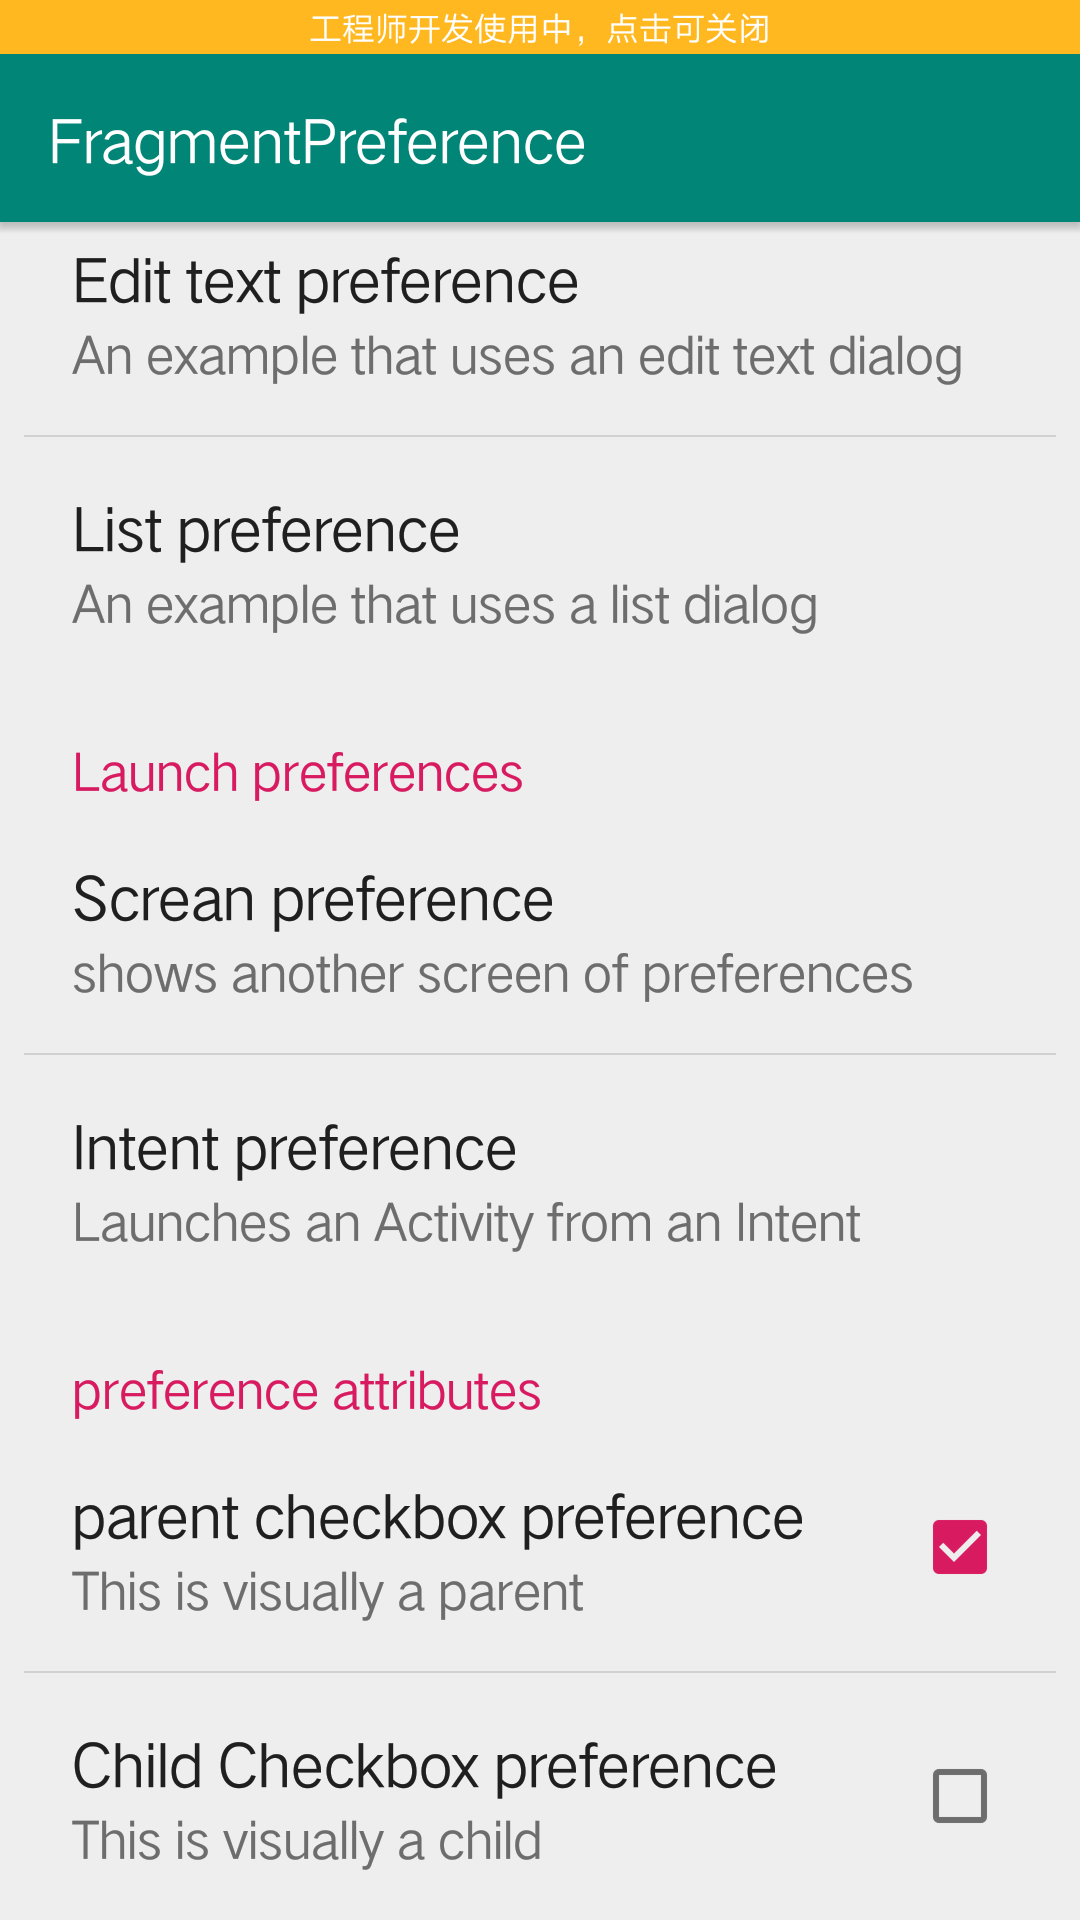 工程师开发使用中，点击可关闭
FragmentPreference
Edit text preference
An example that uses an edit text dialog
List preference
An example that uses a list dialog
Launch preferences
Screan preference
shows another screen of preferences
Intent preference
Launches an Activity from an Intent
preference attributes
parent checkbox preference
This is visually a parent
Child Checkbox preference
This is visually a child